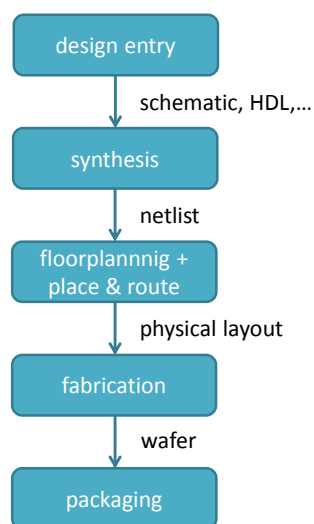 design entry
schematic, HDL,...
synthesis
netlist
floorplannnig +
place & route
physical layout
fabrication
wafer
packaging